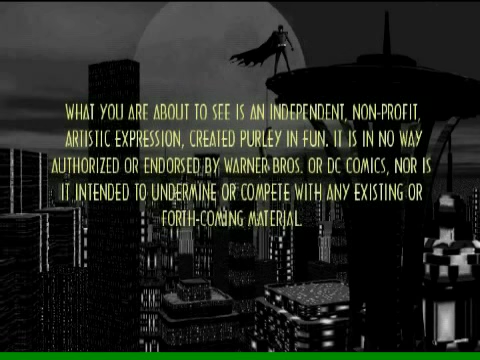 WHAT YOU ARE ABOUT TO SEE IS AN INDEPENDENT, NON-PROFIT,
ARTISTIC EXPRESSION, CREATED PURLEY IN FUN. IT IS IN NO WAY
AUTHORIZED OR ENDORSED BY WARNER BROS. OR DC COMICS, NOR IS
IT INTENDED TO UNDERMINE OR COMPETE WITH ANY EXISTING OR
FORTH-COMING MATERIAL.